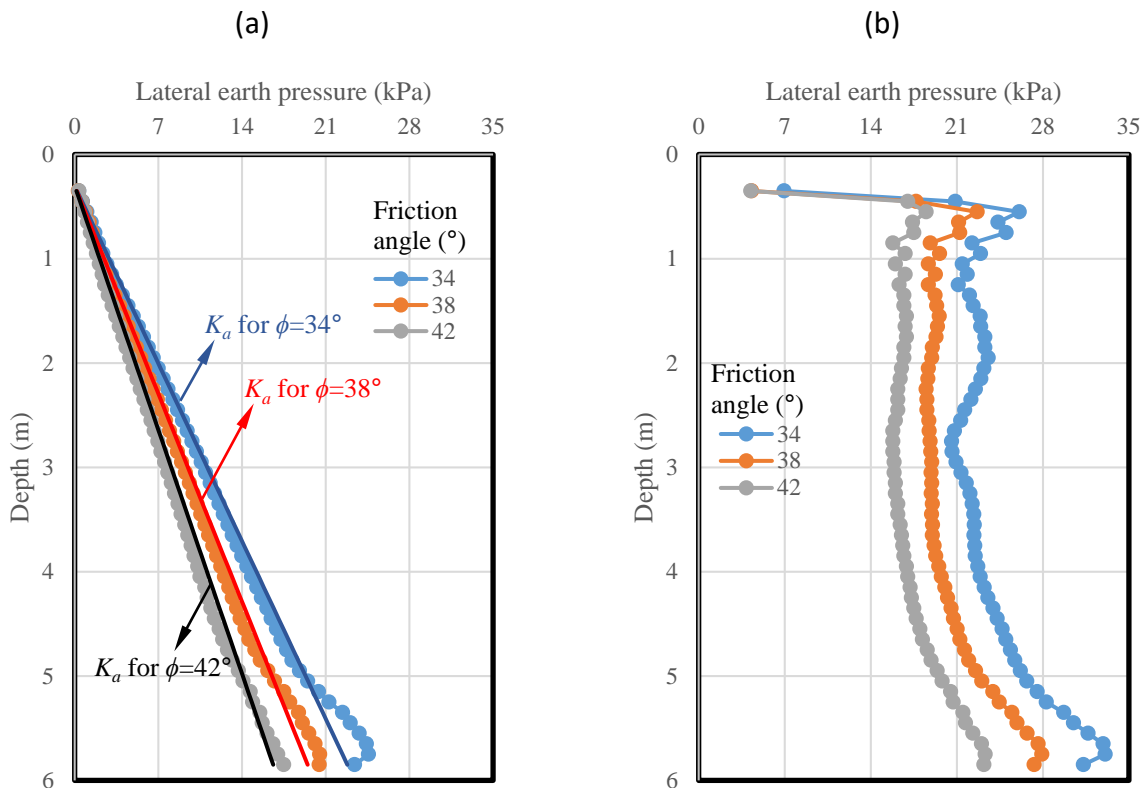 (a)
Lateral earth pressure (kPa)
0 7 14 21 28 35
0
1
2
3
4
5
6
Depth (m)
Friction
angle (°)
34
38
42
Ka for ϕ=34°
Ka for ϕ=38°
Ka for ϕ=42°
(b)
Lateral earth pressure (kPa)
0 7 14 21 28 35
0
1
2
3
4
5
6
Depth (m)
Friction
angle (°)
34
38
42